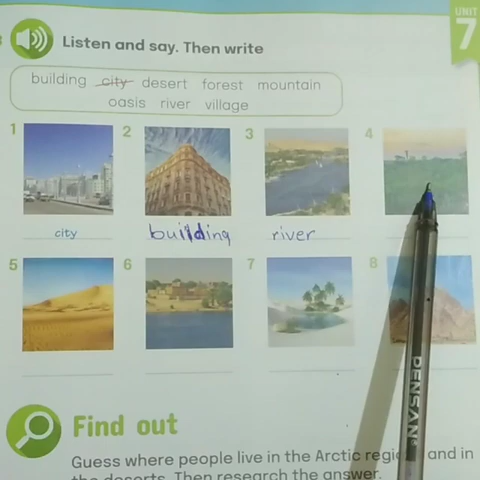 UNIT
7
Listen and say. Then write
building city desert forest mountain
oasis river village
1 2 3 4
city building river
5 6 7 8
Find out
Guess where people live in the Arctic and in
the deserts. Then research the answer.
PENSAN